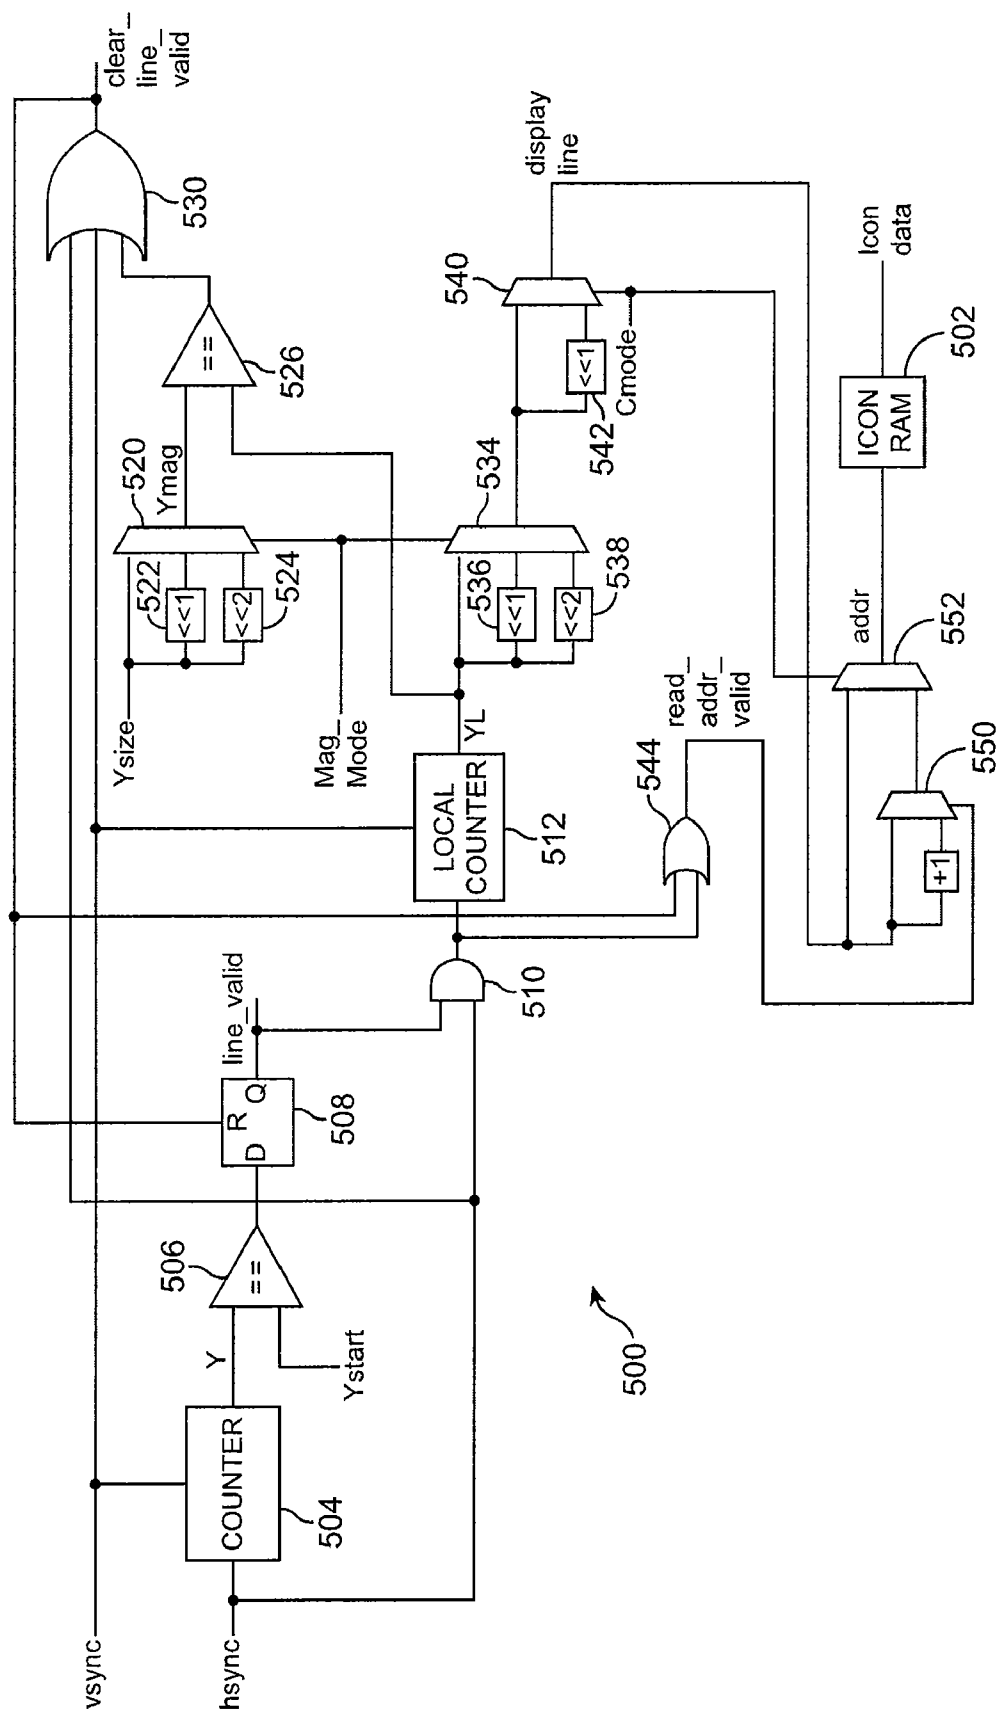 vsync
hsync
COUNTER
504
Y
Ystart
==
506
D
R
Q
508
line_valid
510
LOCAL
COUNTER
512
YL
Ysize
<<1
522
<<2
524
520
Ymag
==
526
530
clear_
line_
valid
Mag_
Mode
<<1
536
<<2
538
534
<<1
542
Cmode
540
display
line
544
read_
addr_
valid
+1
550
552
addr
ICON
RAM
502
Icon
data
500